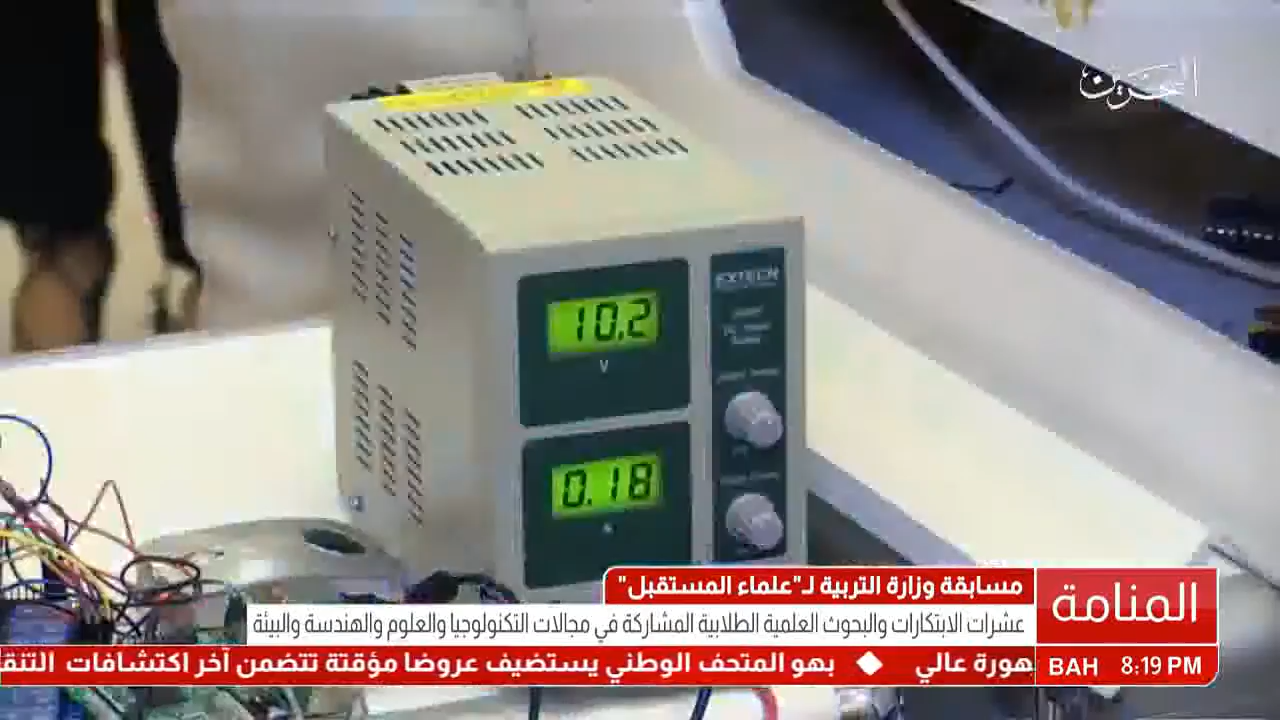 البحرين
10.2
V
EXTECH
0.18
A
مسابقة وزارة التربية لـ"علماء المستقبل"
المنامة
عشرات الابتكارات والبحوث العلمية الطلابية المشاركة في مجالات التكنولوجيا والعلوم والهندسة والبيئة
هورة عالي ◆ بهو المتحف الوطني يستضيف عروضا مؤقتة تتضمن آخر اكتشافات التنق
BAH 8:19 PM